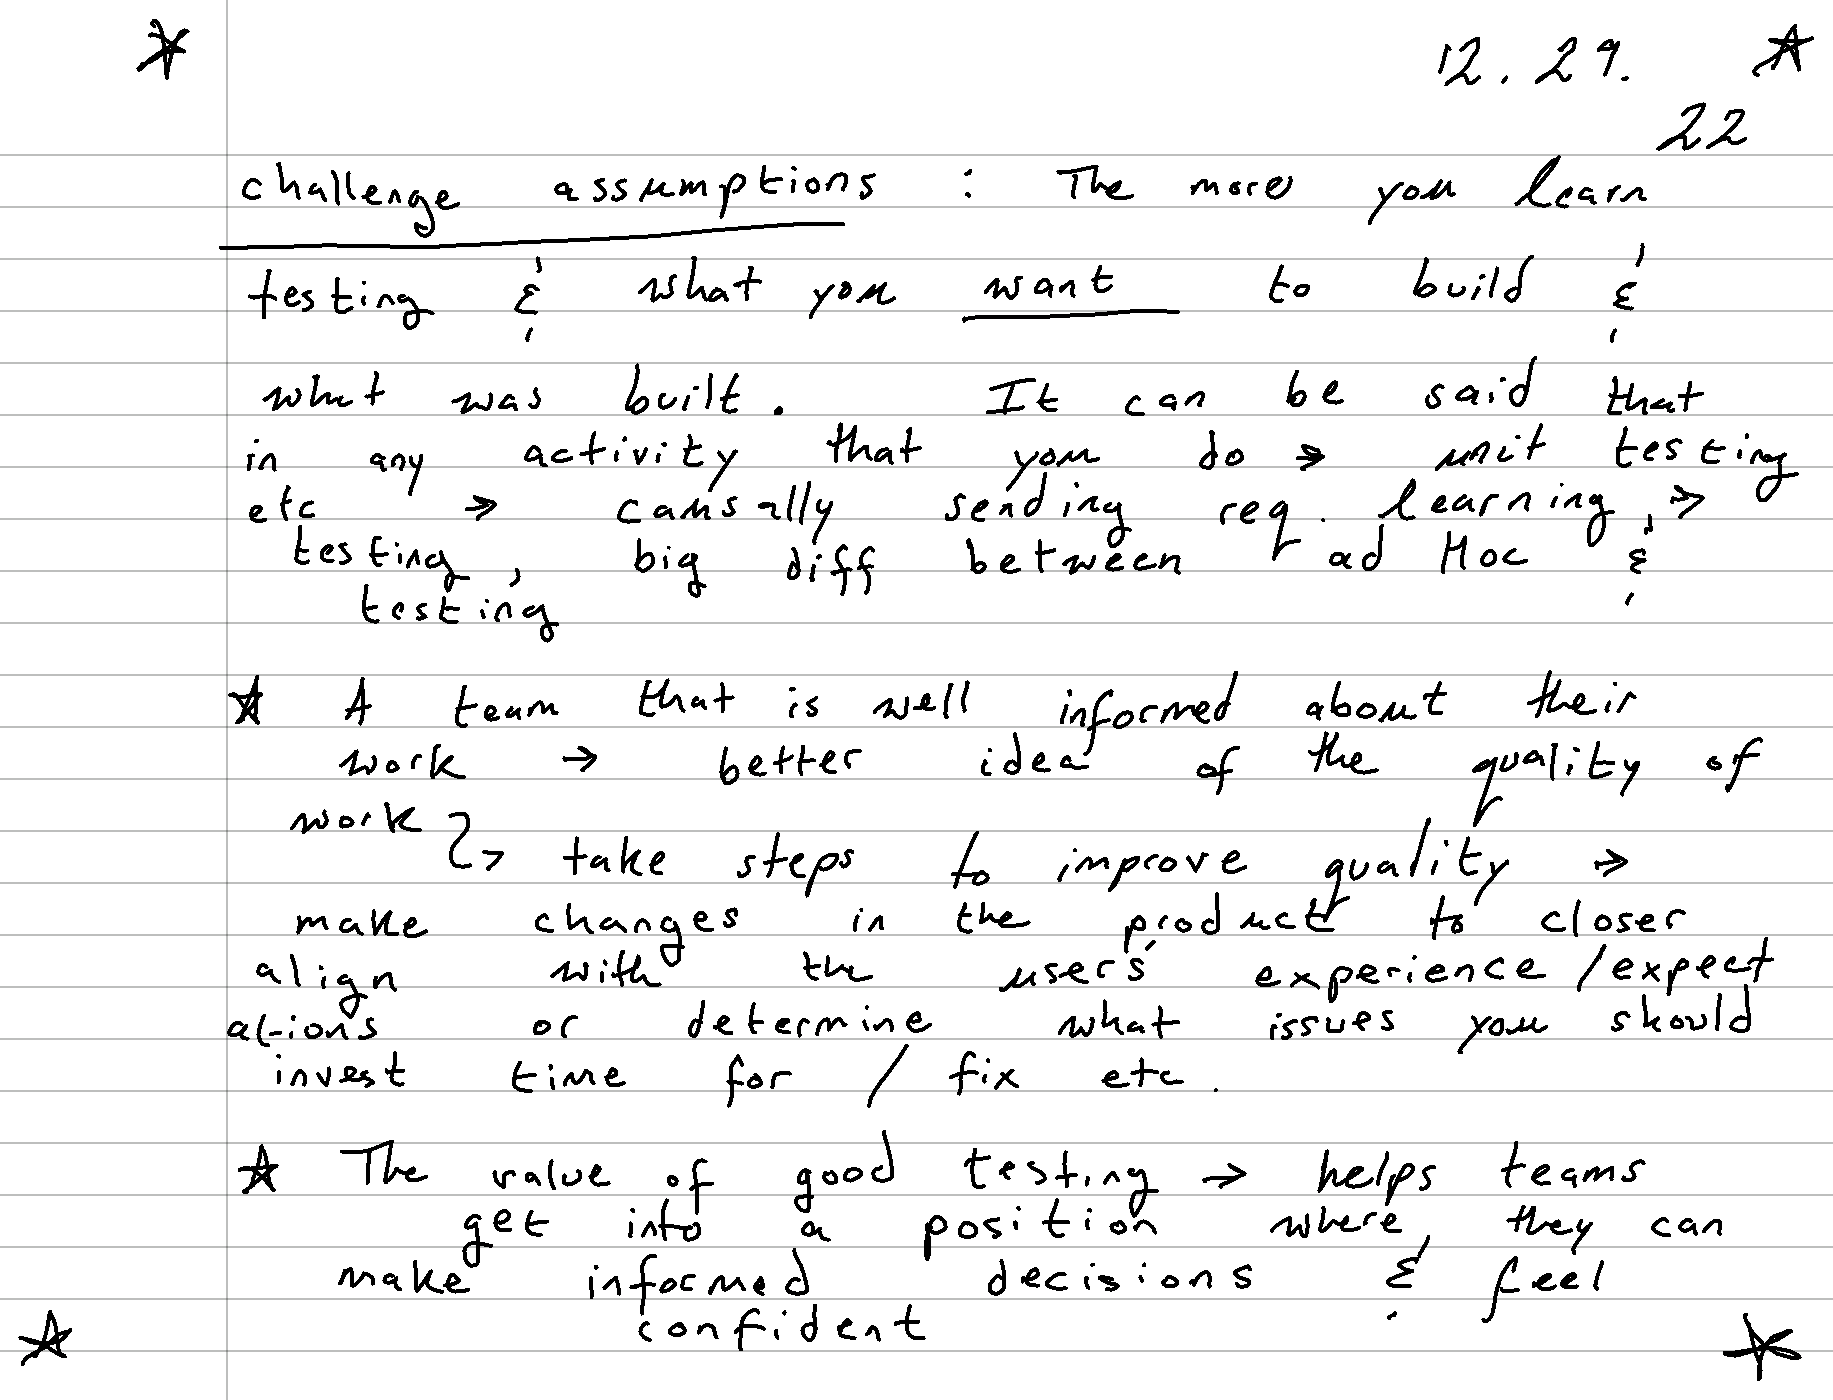 12.29.
22
challenge assumptions : The more you learn
testing & what you want to build &
what was built. It can be said that
in any activity that you do → unit testing
etc → causally sending req. learning, →
testing, big diff between ad Hoc &
testing
☆ A team that is well informed about their
work → better idea of the quality of
work
↳ take steps to improve quality →
make changes in the product to closer
align with the users' experience / expect
ations or determine what issues you should
invest time for / fix etc.
☆ The value of good testing → helps teams
get into a position where they can
make informed decisions & feel
confident